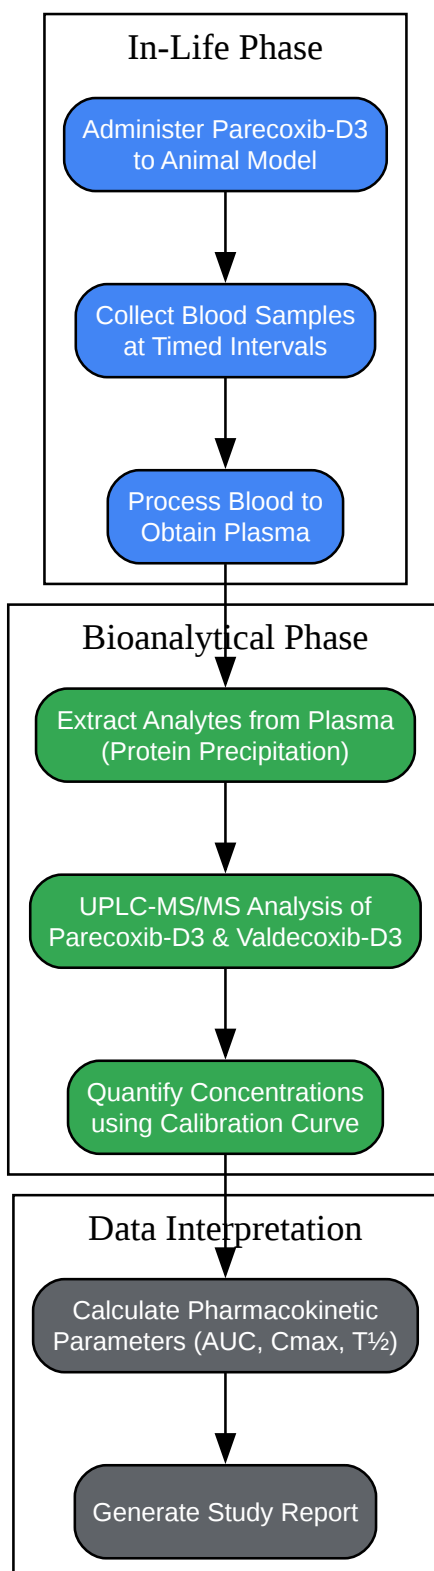 In-Life Phase
Administer Parecoxib-D3
to Animal Model
Collect Blood Samples
at Timed Intervals
Process Blood to
Obtain Plasma
Bioanalytical Phase
Extract Analytes from Plasma
(Protein Precipitation)
UPLC-MS/MS Analysis of
Parecoxib-D3 & Valdecoxib-D3
Quantify Concentrations
using Calibration Curve
Data Interpretation
Calculate Pharmacokinetic
Parameters (AUC, Cmax, T½)
Generate Study Report